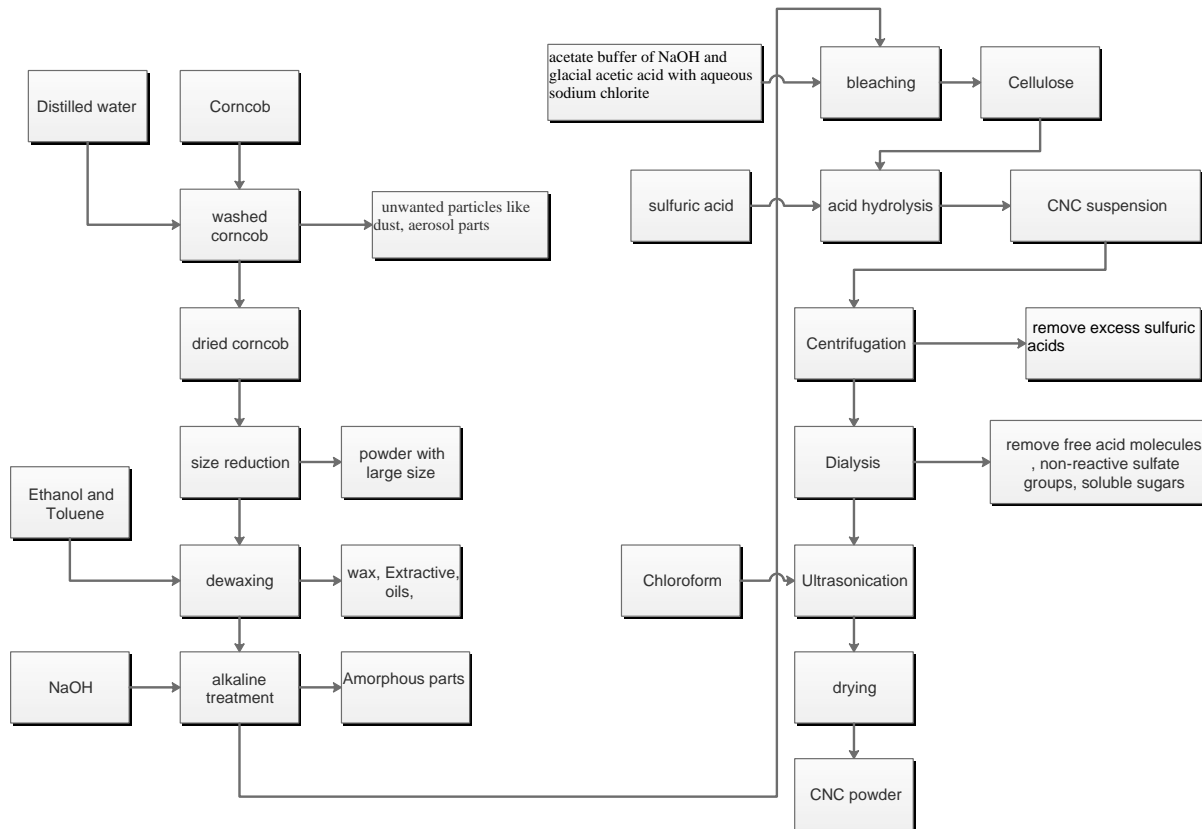 Distilled water
Corncob
washed
corncob
unwanted particles like
dust, aerosol parts
dried corncob
size reduction
powder with
large size
Ethanol and
Toluene
dewaxing
wax, Extractive,
oils,
NaOH
alkaline
treatment
Amorphous parts
acetate buffer of NaOH and
glacial acetic acid with aqueous
sodium chlorite
bleaching
Cellulose
sulfuric acid
acid hydrolysis
CNC suspension
Centrifugation
remove excess sulfuric
acids
Dialysis
remove free acid molecules
, non-reactive sulfate
groups, soluble sugars
Chloroform
Ultrasonication
drying
CNC powder